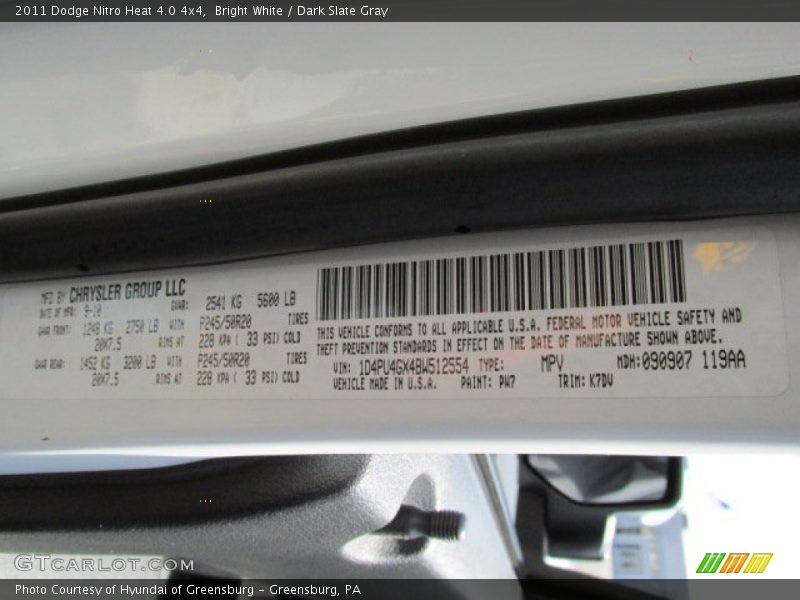 2011 Dodge Nitro Heat 4.0 4x4, Bright White / Dark Slate Gray
MFD BY CHRYSLER GROUP LLC
DATE OF MFR: 9-10 GVWR: 2541 KG 5600 LB
GAWR FRONT: 1248 KG 2750 LB WITH P245/50R20 TIRES
20X7.5 RIMS AT 228 KPA ( 33 PSI) COLD
GAWR REAR: 1452 KG 3200 LB WITH P245/50R20 TIRES
20X7.5 RIMS AT 228 KPA ( 33 PSI) COLD
THIS VEHICLE CONFORMS TO ALL APPLICABLE U.S.A. FEDERAL MOTOR VEHICLE SAFETY AND
THEFT PREVENTION STANDARDS IN EFFECT ON THE DATE OF MANUFACTURE SHOWN ABOVE.
VIN: 1D4PU4GX4BW512554 TYPE: MPV MDH:090907 119AA
VEHICLE MADE IN U.S.A. PAINT: PW7 TRIM: K7DV
GTCARLOT.COM
Photo Courtesy of Hyundai of Greensburg - Greensburg, PA